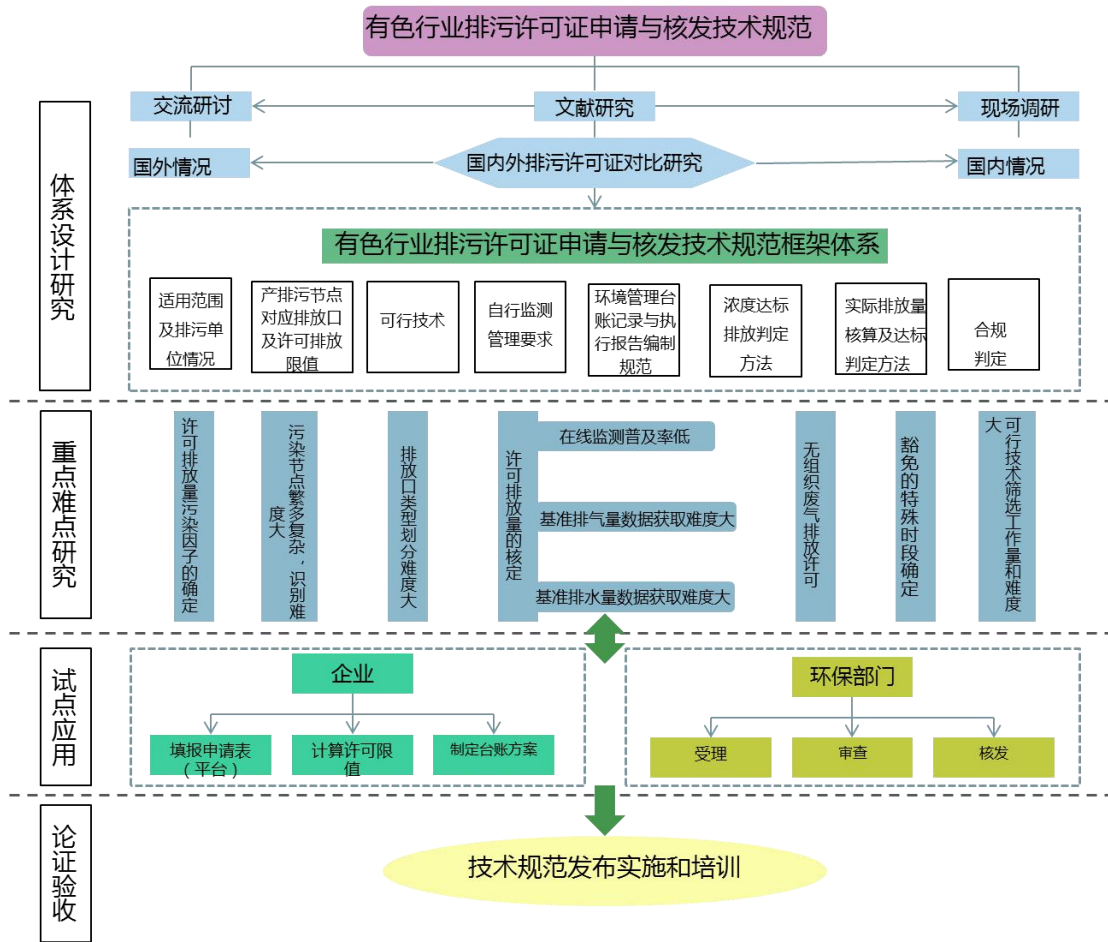 有色行业排污许可证申请与核发技术规范
体系设计研究
交流研讨
文献研究
现场调研
国外情况
国内外排污许可证对比研究
国内情况
有色行业排污许可证申请与核发技术规范框架体系
适用范围
及排污单
位情况
产排污节点
对应排放口
及许可排放
限值
可行技术
自行监测
管理要求
环境管理台
账记录与执
行报告编制
规范
浓度达标
排放判定
方法
实际排放量
核算及达标
判定方法
合规
判定
重点难点研究
许可排放量污染因子的确定
污染节点繁多复杂，识别难
度大
排放口类型划分难度大
许可排放量的核定
在线监测普及率低
基准排气量数据获取难度大
基准排水量数据获取难度大
无组织废气排放许可
豁免的特殊时段确定
可行技术筛选工作量和难度
大
试点应用
企业
填报申请表
（平台）
计算许可限
值
制定台账方案
环保部门
受理
审查
核发
论证验收
技术规范发布实施和培训